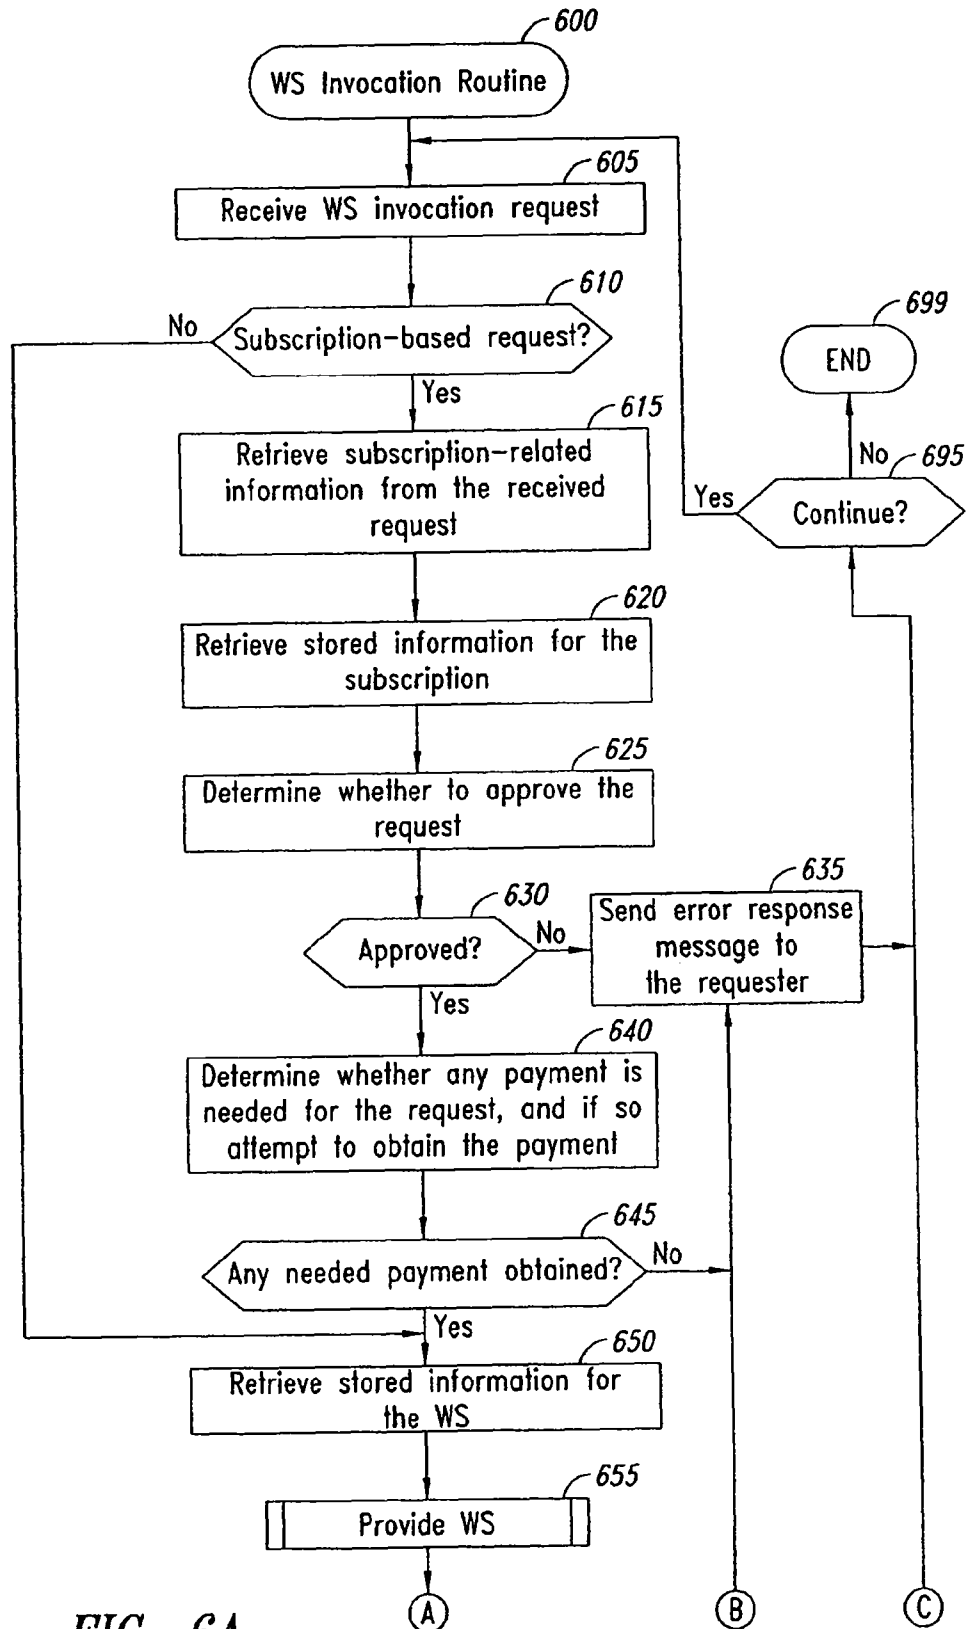 600
WS Invocation Routine
605
Receive WS invocation request
610
No
Subscription-based request?
Yes
699
END
615
Retrieve subscription-related
information from the received
request
No
695
Yes
Continue?
620
Retrieve stored information for the
subscription
625
Determine whether to approve the
request
630
Approved?
No
Yes
635
Send error response
message to
the requester
640
Determine whether any payment is
needed for the request, and if so
attempt to obtain the payment
645
Any needed payment obtained?
No
Yes
650
Retrieve stored information for
the WS
655
Provide WS
A
B
C
FIG. 6A